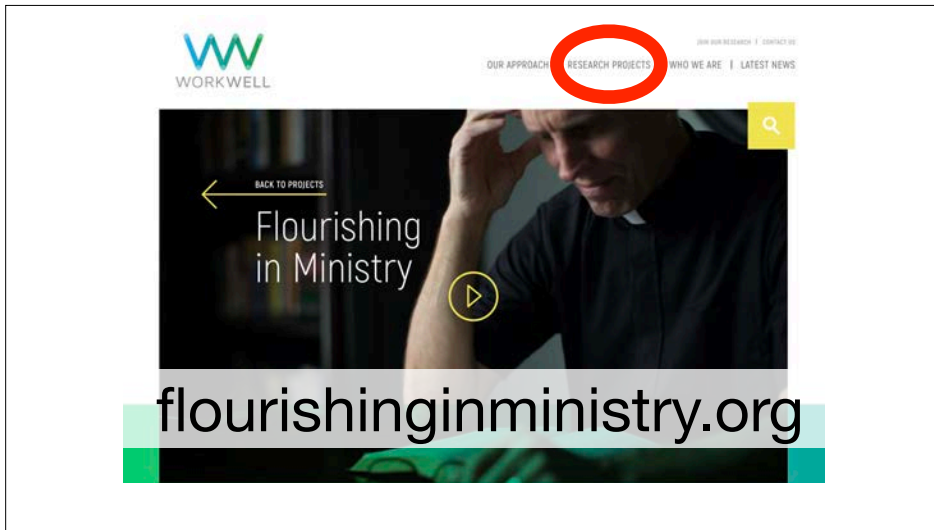 JOIN OUR RESEARCH | CONTACT US
OUR APPROACH RESEARCH PROJECTS WHO WE ARE | LATEST NEWS
WORKWELL
BACK TO PROJECTS
Flourishing
in Ministry
flourishinginministry.org